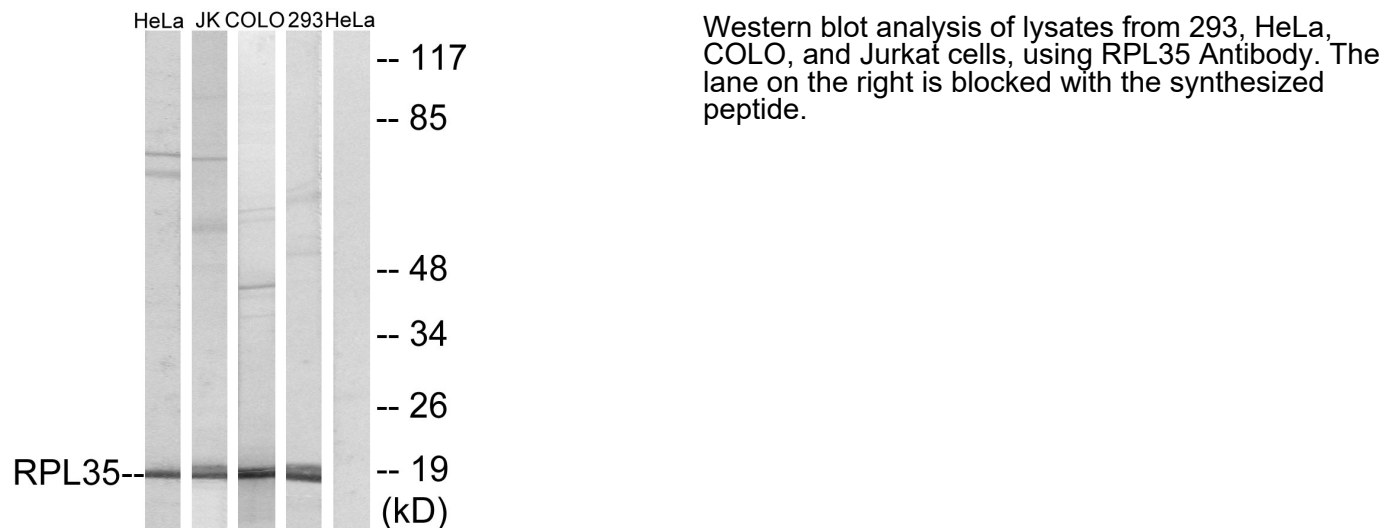 HeLa JK COLO 293 HeLa
-- 117
-- 85
-- 48
-- 34
-- 26
RPL35-- -- 19
(kD)
Western blot analysis of lysates from 293, HeLa,
COLO, and Jurkat cells, using RPL35 Antibody. The
lane on the right is blocked with the synthesized
peptide.